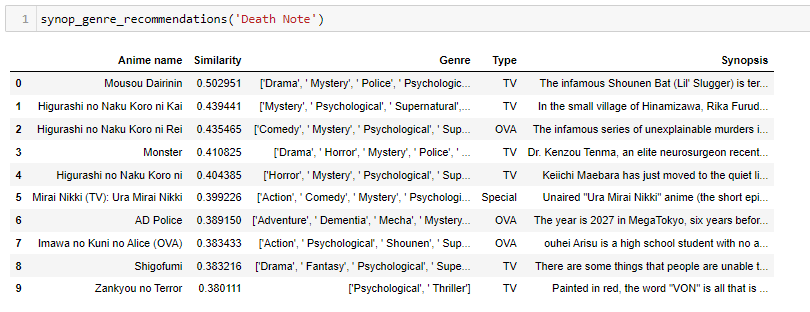 1 synop_genre_recommendations('Death Note')
Anime name Similarity Genre Type Synopsis
0 Mousou Dairinin 0.502951 ['Drama', ' Mystery', ' Police', ' Psychologic... TV The infamous Shounen Bat (Lil' Slugger) is ter...
1 Higurashi no Naku Koro ni Kai 0.439441 ['Mystery', ' Psychological', ' Supernatural',... TV In the small village of Hinamizawa, Rika Furud...
2 Higurashi no Naku Koro ni Rei 0.435465 ['Comedy', ' Mystery', ' Psychological', ' Sup... OVA The infamous series of unexplainable murders i...
3 Monster 0.410825 ['Drama', ' Horror', ' Mystery', ' Police', ' ... TV Dr. Kenzou Tenma, an elite neurosurgeon recent...
4 Higurashi no Naku Koro ni 0.404385 ['Horror', ' Mystery', ' Psychological', ' Sup... TV Keiichi Maebara has just moved to the quiet li...
5 Mirai Nikki (TV): Ura Mirai Nikki 0.399226 ['Action', ' Comedy', ' Mystery', ' Psychologi... Special Unaired "Ura Mirai Nikki" anime (the short epi...
6 AD Police 0.389150 ['Adventure', ' Dementia', ' Mecha', ' Mystery... OVA The year is 2027 in MegaTokyo, six years befor...
7 Imawa no Kuni no Alice (OVA) 0.383433 ['Action', ' Psychological', ' Shounen', ' Sup... OVA ouhei Arisu is a high school student with no a...
8 Shigofumi 0.383216 ['Drama', ' Fantasy', ' Psychological', ' Supe... TV There are some things that people are unable t...
9 Zankyou no Terror 0.380111 ['Psychological', ' Thriller'] TV Painted in red, the word "VON" is all that is ...